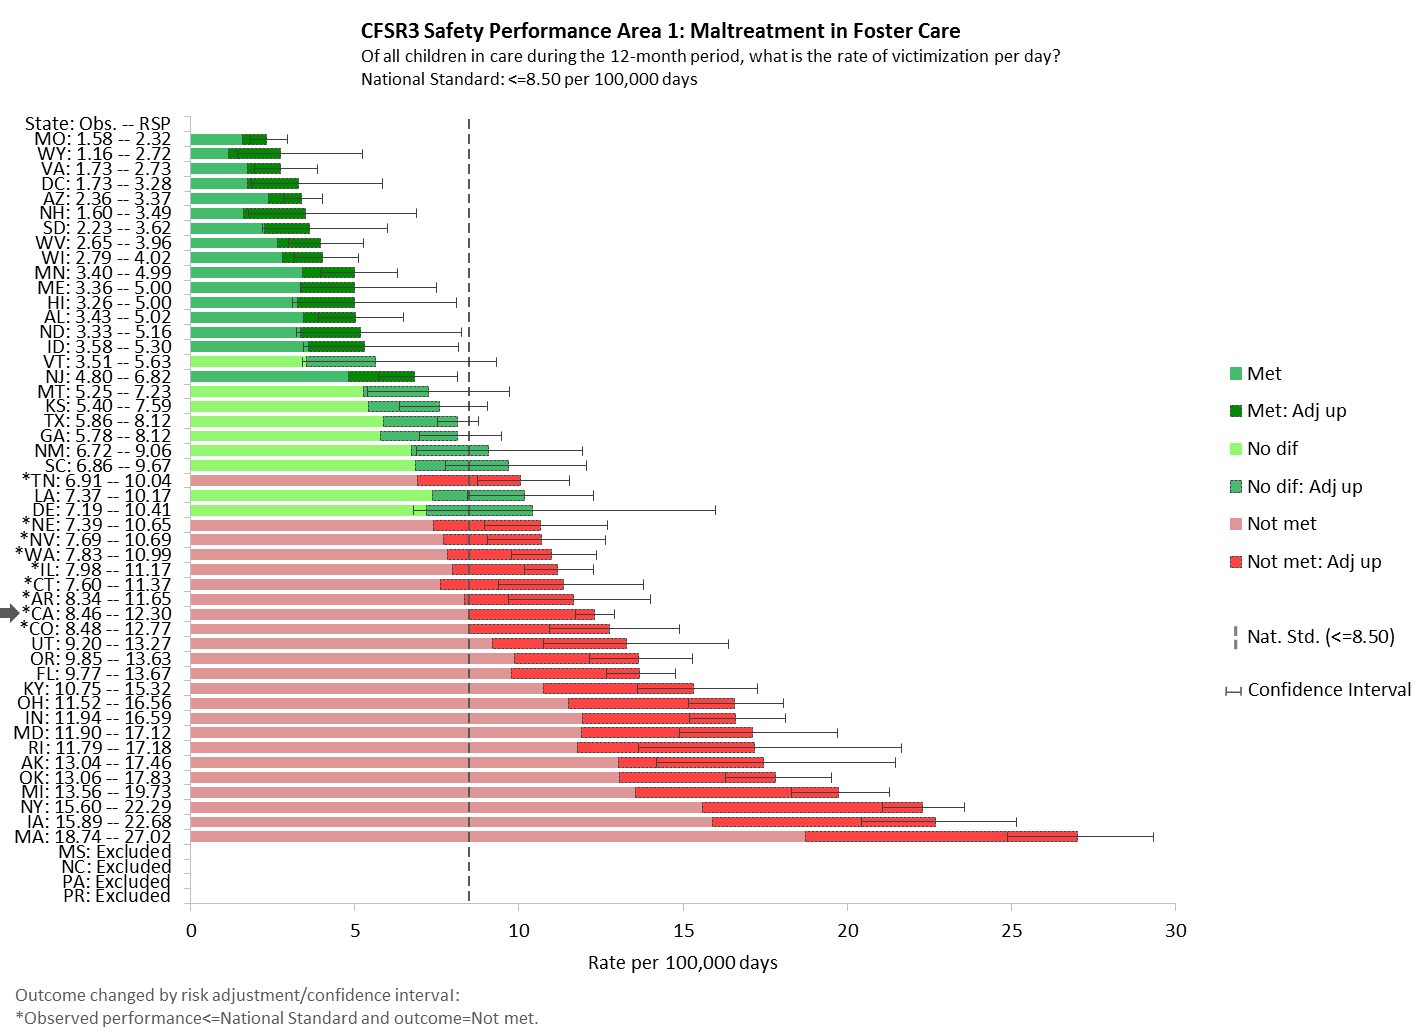 CFSR3 Safety Performance Area 1: Maltreatment in Foster Care
Of all children in care during the 12-month period, what is the rate of victimization per day?
National Standard: <=8.50 per 100,000 days
State: Obs. -- RSP
MO: 1.58 -- 2.32
WY: 1.16 -- 2.72
VA: 1.73 -- 2.73
DC: 1.73 -- 3.28
AZ: 2.36 -- 3.37
NH: 1.60 -- 3.49
SD: 2.23 -- 3.62
WV: 2.65 -- 3.96
WI: 2.79 -- 4.02
MN: 3.40 -- 4.99
ME: 3.36 -- 5.00
HI: 3.26 -- 5.00
AL: 3.43 -- 5.02
ND: 3.33 -- 5.16
ID: 3.58 -- 5.30
VT: 3.51 -- 5.63
NJ: 4.80 -- 6.82
MT: 5.25 -- 7.23
KS: 5.40 -- 7.59
TX: 5.86 -- 8.12
GA: 5.78 -- 8.12
NM: 6.72 -- 9.06
SC: 6.86 -- 9.67
*TN: 6.91 -- 10.04
LA: 7.37 -- 10.17
DE: 7.19 -- 10.41
*NE: 7.39 -- 10.65
*NV: 7.69 -- 10.69
*WA: 7.83 -- 10.99
*IL: 7.98 -- 11.17
*CT: 7.60 -- 11.37
*AR: 8.34 -- 11.65
*CA: 8.46 -- 12.30
*CO: 8.48 -- 12.77
UT: 9.20 -- 13.27
OR: 9.85 -- 13.63
FL: 9.77 -- 13.67
KY: 10.75 -- 15.32
OH: 11.52 -- 16.56
IN: 11.94 -- 16.59
MD: 11.90 -- 17.12
RI: 11.79 -- 17.18
AK: 13.04 -- 17.46
OK: 13.06 -- 17.83
MI: 13.56 -- 19.73
NY: 15.60 -- 22.29
IA: 15.89 -- 22.68
MA: 18.74 -- 27.02
MS: Excluded
NC: Excluded
PA: Excluded
PR: Excluded
0 5 10 15 20 25 30
Rate per 100,000 days
Met
Met: Adj up
No dif
No dif: Adj up
Not met
Not met: Adj up
Nat. Std. (<=8.50)
Confidence Interval
Outcome changed by risk adjustment/confidence interval:
*Observed performance<=National Standard and outcome=Not met.